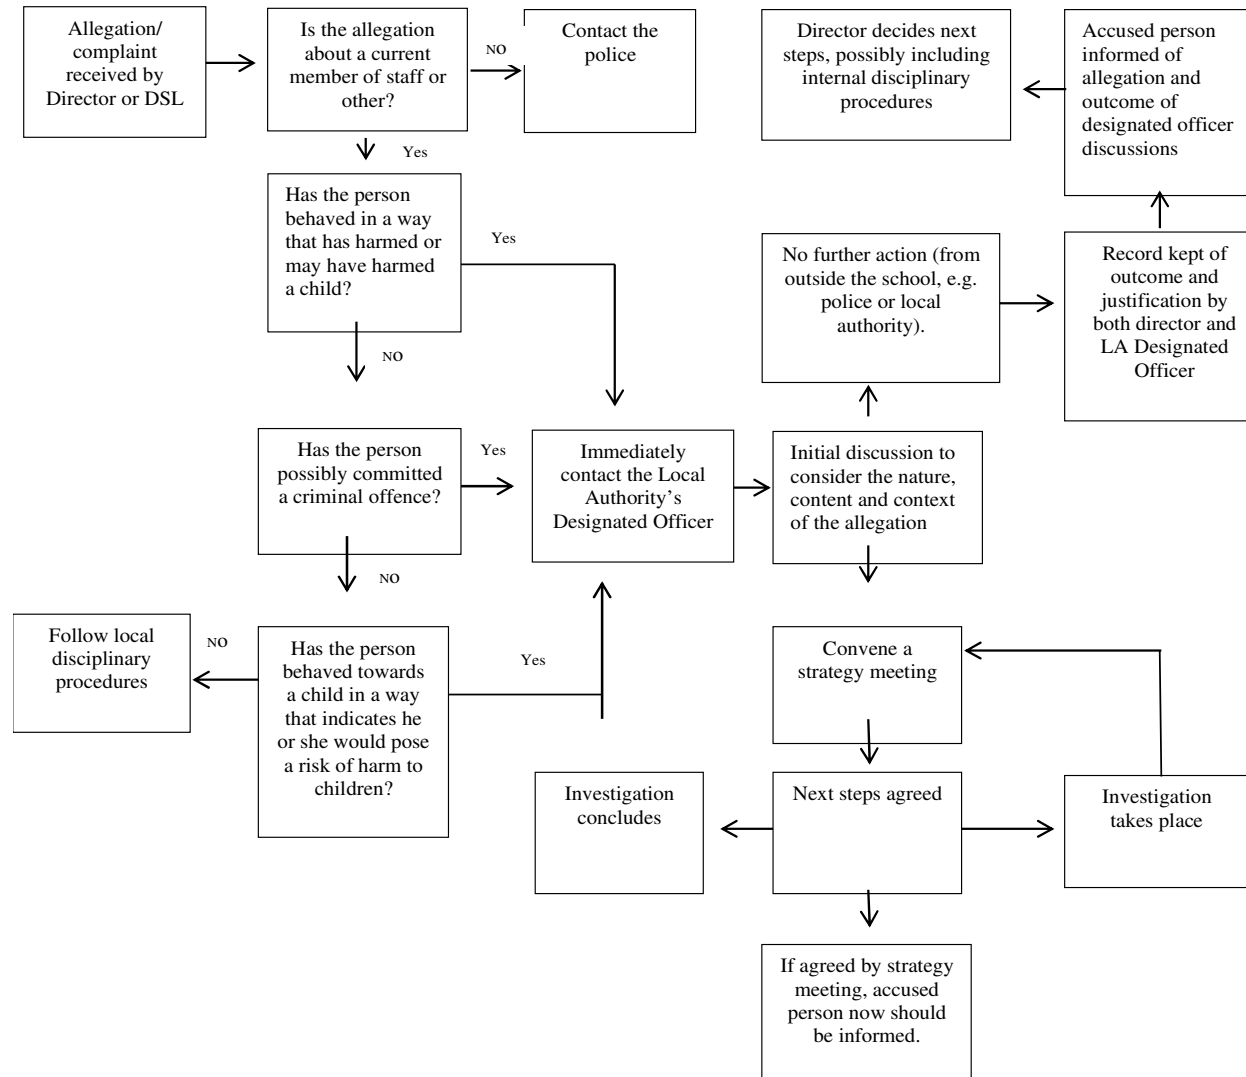 Allegation/
complaint
received by
Director or DSL
Is the allegation
about a current
member of staff or
other?
NO
Contact the
police
Director decides next
steps, possibly including
internal disciplinary
procedures
Accused person
informed of
allegation and
outcome of
designated officer
discussions
Yes
Has the person
behaved in a way
that has harmed or
may have harmed
a child?
Yes
No further action (from
outside the school, e.g.
police or local
authority).
Record kept of
outcome and
justification by
both director and
LA Designated
Officer
NO
Has the person
possibly committed
a criminal offence?
Yes
Immediately
contact the Local
Authority’s
Designated Officer
Initial discussion to
consider the nature,
content and context
of the allegation
NO
Follow local
disciplinary
procedures
NO
Has the person
behaved towards
a child in a way
that indicates he
or she would pose
a risk of harm to
children?
Yes
Convene a
strategy meeting
Investigation
concludes
Next steps agreed
Investigation
takes place
If agreed by strategy
meeting, accused
person now should
be informed.